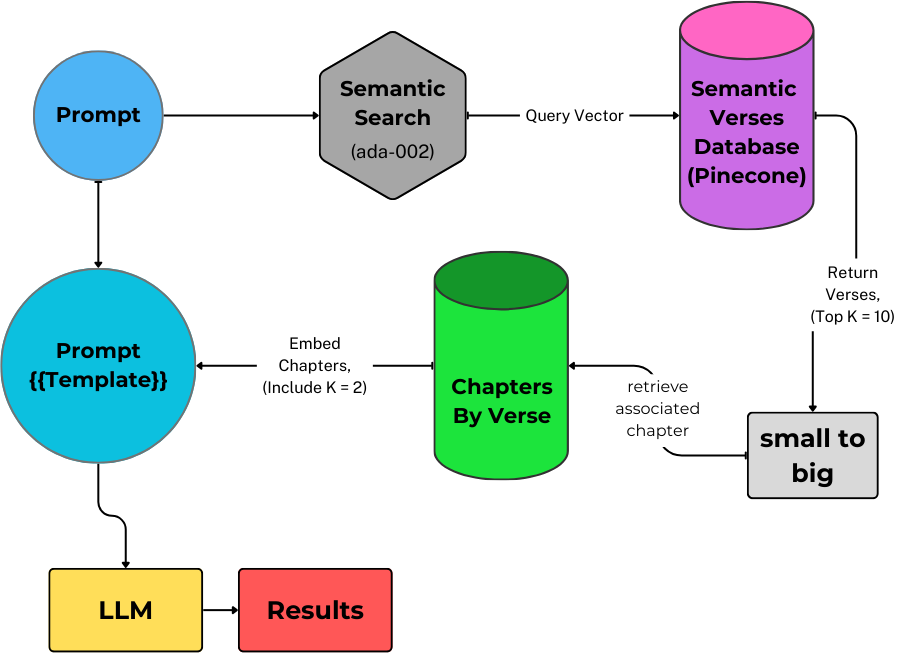 Prompt
Semantic
Search
(ada-002)
Query Vector
Semantic
Verses
Database
(Pinecone)
Return
Verses,
(Top K = 10)
small to
big
retrieve
associated
chapter
Chapters
By Verse
Embed
Chapters,
(Include K = 2)
Prompt
{{Template}}
LLM
Results